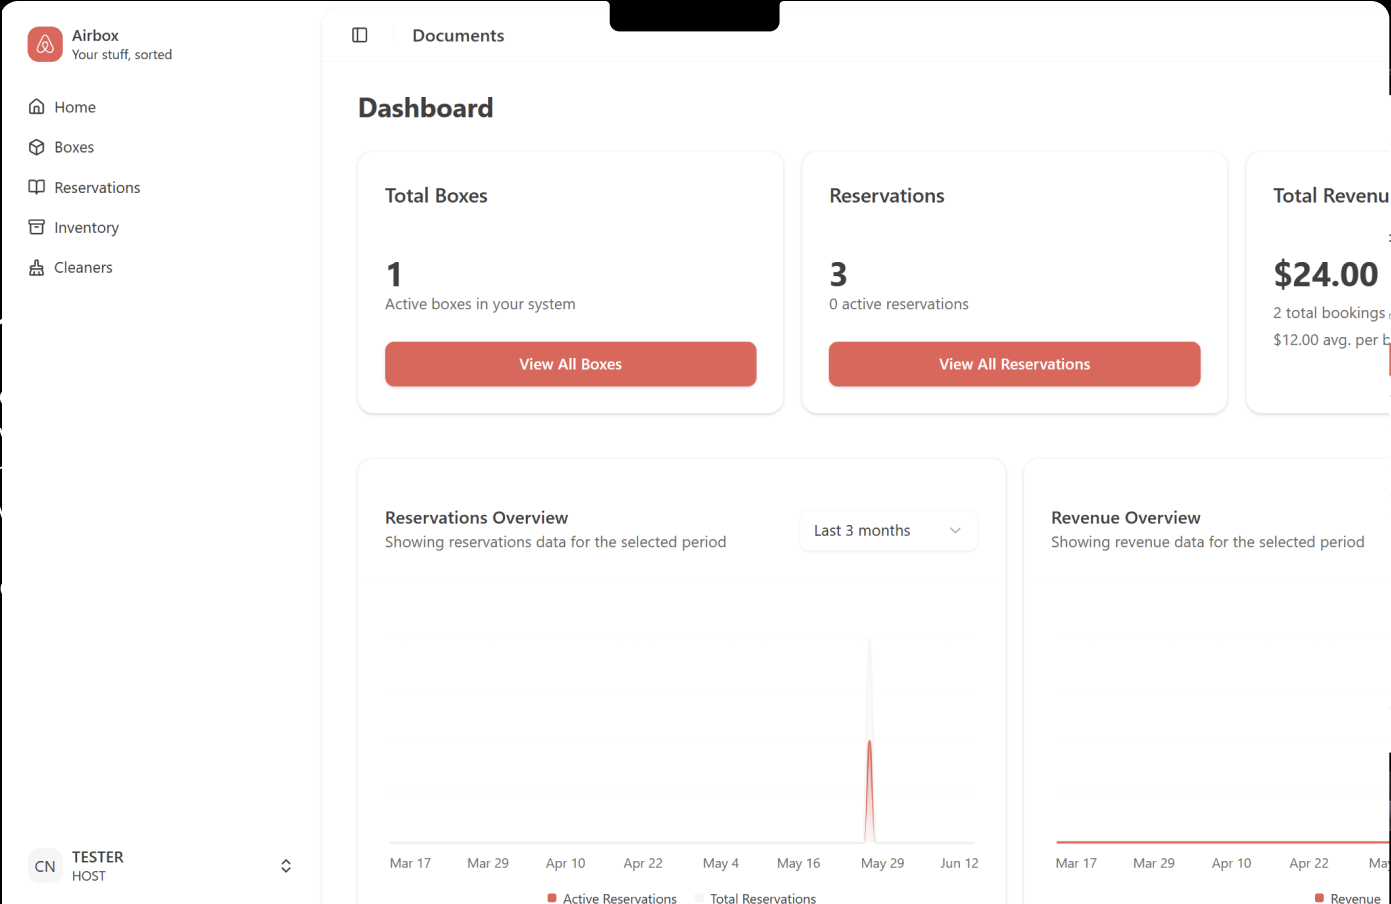 Airbox
Your stuff, sorted
Home
Boxes
Reservations
Inventory
Cleaners
TESTER
HOST
CN
Documents
Dashboard
Total Boxes
1
Active boxes in your system
View All Boxes
Reservations
3
0 active reservations
View All Reservations
Total Revenu
$24.00
2 total bookings
$12.00 avg. per b
Reservations Overview
Showing reservations data for the selected period
Last 3 months
Mar 17 Mar 29 Apr 10 Apr 22 May 4 May 16 May 29 Jun 12
Active Reservations Total Reservations
Revenue Overview
Showing revenue data for the selected period
Mar 17 Mar 29 Apr 10 Apr 22 May
Revenue